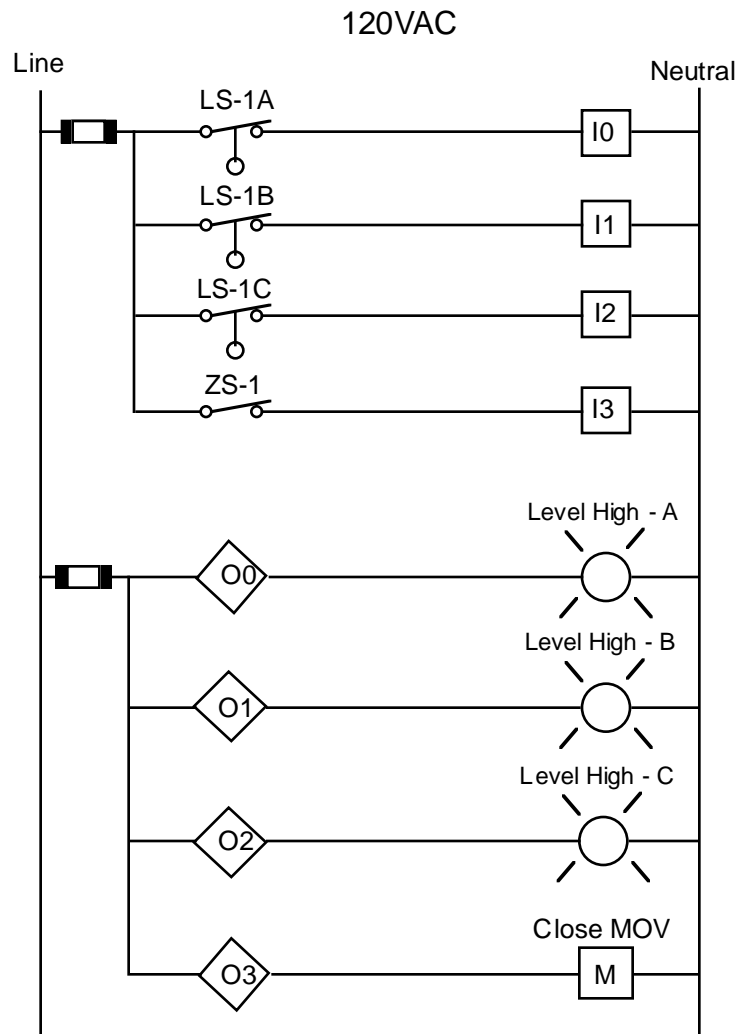 120VAC
Line
Neutral
LS-1A
I0
LS-1B
I1
LS-1C
I2
ZS-1
I3
Level High - A
O0
Level High - B
O1
Level High - C
O2
Close MOV
O3
M